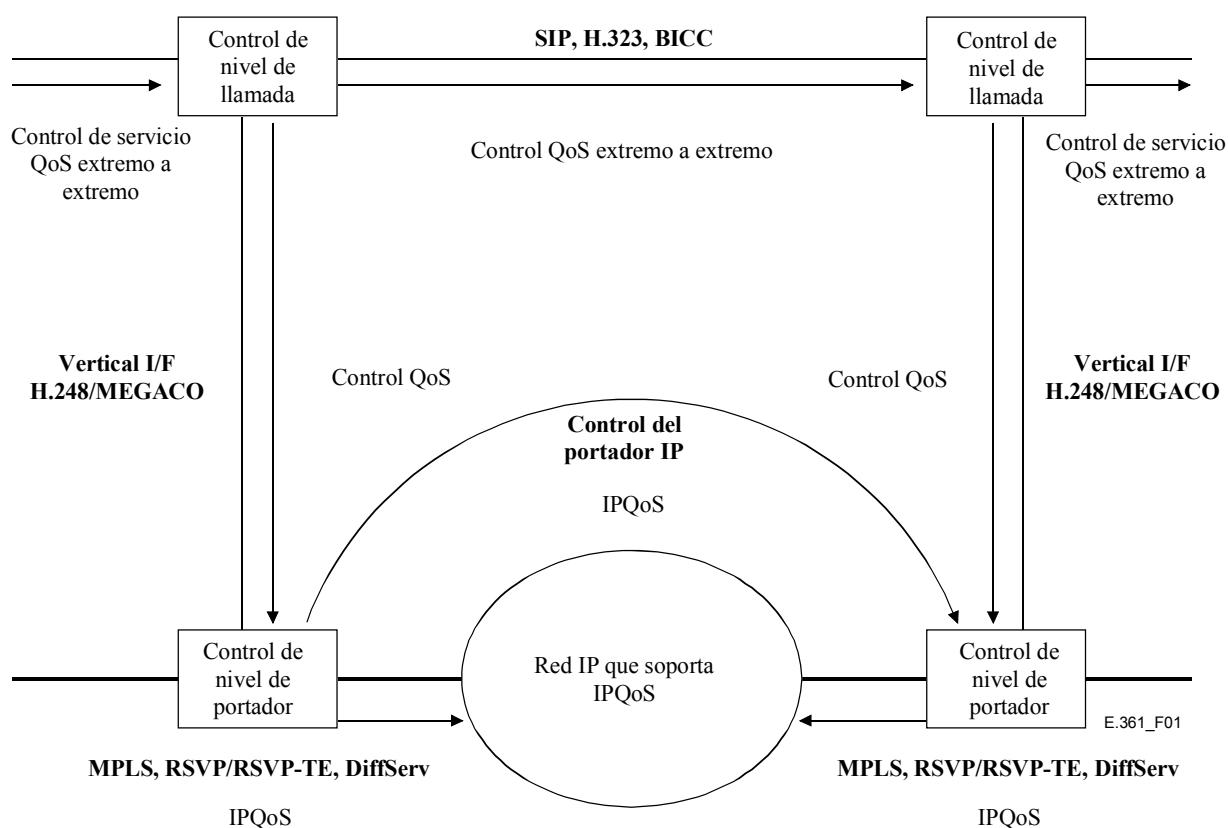 Control de
nivel de
llamada
SIP, H.323, BICC
Control de
nivel de
llamada
Control de servicio
QoS extremo a
extremo
Control QoS extremo a extremo
Control de servicio
QoS extremo a
extremo
Vertical I/F
H.248/MEGACO
Control QoS
Control QoS
Vertical I/F
H.248/MEGACO
Control del
portador IP
IPQoS
Control de
nivel de
portador
Red IP que soporta
IPQoS
Control de
nivel de
portador
E.361_F01
MPLS, RSVP/RSVP-TE, DiffServ
MPLS, RSVP/RSVP-TE, DiffServ
IPQoS
IPQoS